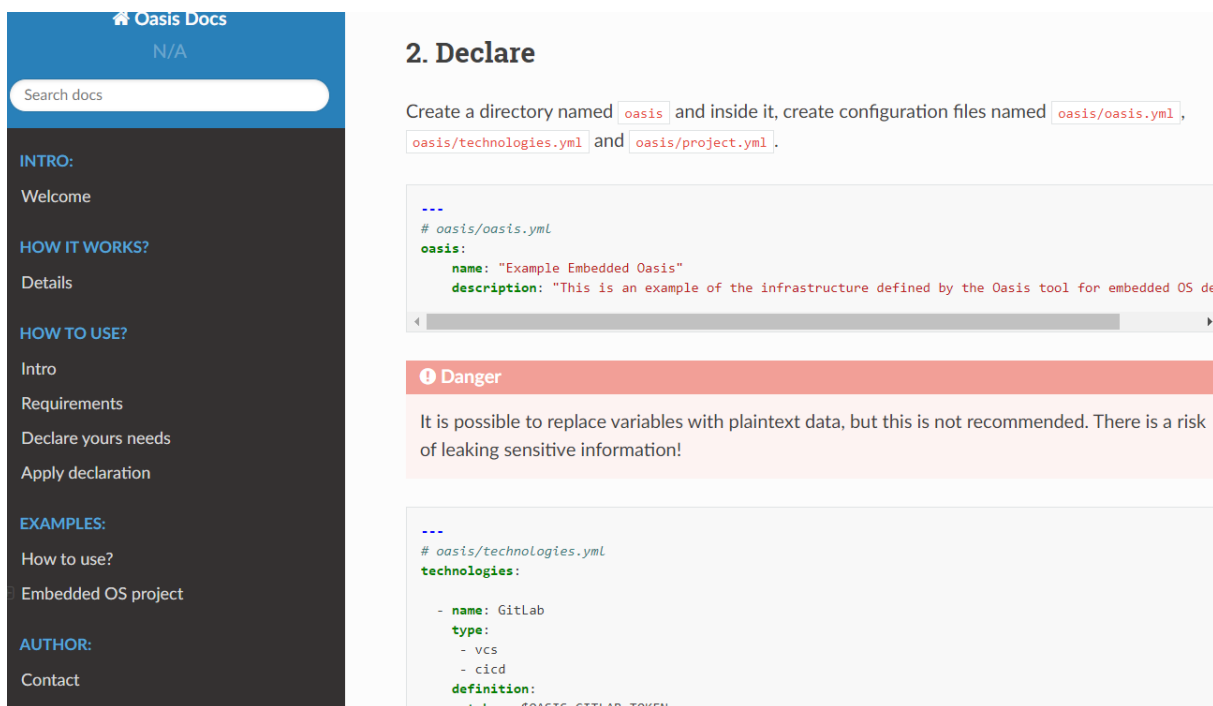 Oasis Docs
N/A
Search docs
INTRO:
Welcome
HOW IT WORKS?
Details
HOW TO USE?
Intro
Requirements
Declare yours needs
Apply declaration
EXAMPLES:
How to use?
Embedded OS project
AUTHOR:
Contact
2. Declare
Create a directory named oasis and inside it, create configuration files named oasis/oasis.yml ,
oasis/technologies.yml and oasis/project.yml .
---
# oasis/oasis.yml
oasis:
name: "Example Embedded Oasis"
description: "This is an example of the infrastructure defined by the Oasis tool for embedded OS de
Danger
It is possible to replace variables with plaintext data, but this is not recommended. There is a risk
of leaking sensitive information!
---
# oasis/technologies.yml
technologies:
- name: GitLab
type:
- vcs
- cicd
definition: